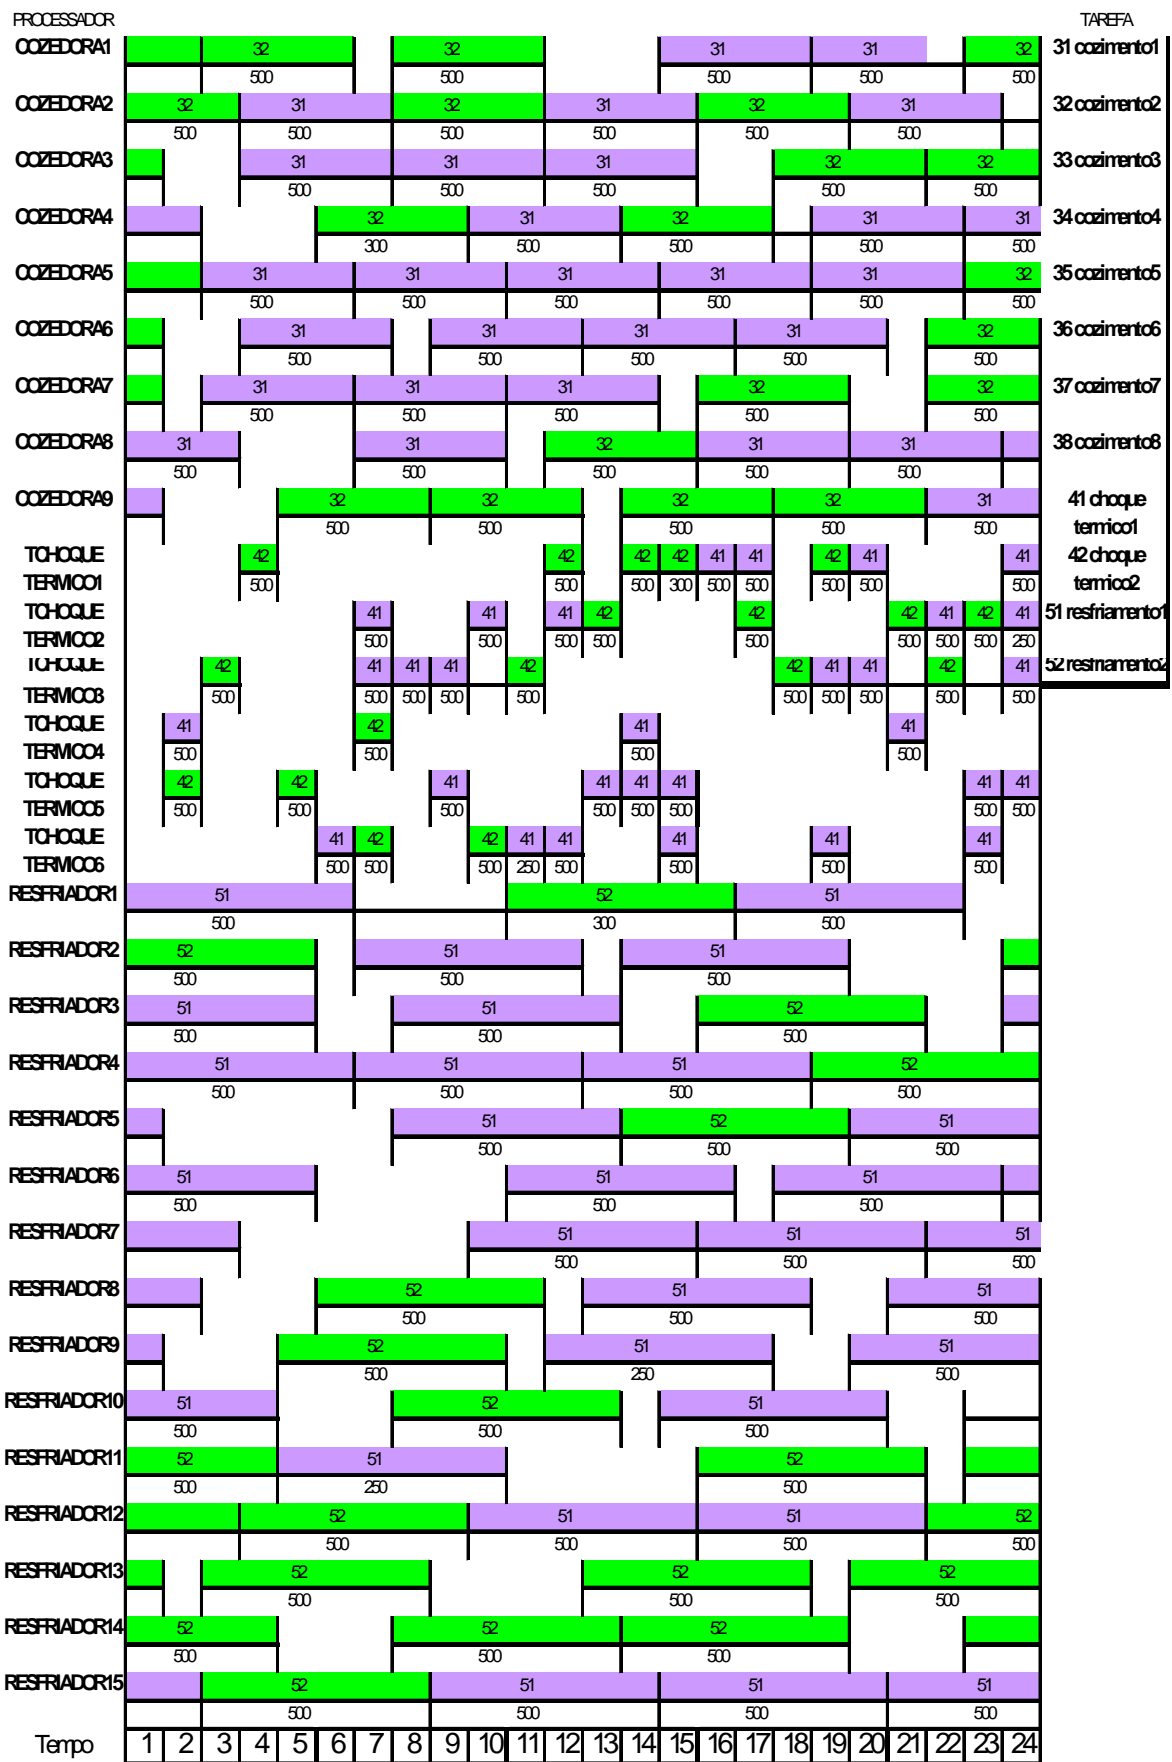 PROCESSADOR TAREFA
COZEDORA1 32 32 31 31 32 31 cozimento1
500 500 500 500 500
COZEDORA2 32 31 32 31 32 31 32 cozimento2
500 500 500 500 500 500
COZEDORA3 31 31 31 32 32 33 cozimento3
500 500 500 500 500
COZEDORA4 32 31 32 31 31 34 cozimento4
300 500 500 500 500
COZEDORA5 31 31 31 31 31 32 35 cozimento5
500 500 500 500 500 500
COZEDORA6 31 31 31 31 32 36 cozimento6
500 500 500 500 500
COZEDORA7 31 31 31 32 32 37 cozimento7
500 500 500 500 500
COZEDORA8 31 31 32 31 31 38 cozimento8
500 500 500 500 500
COZEDORA9 32 32 32 32 31 41 choque
500 500 500 500 500 termico1
TCHOQUE 42 42 42 42 41 41 42 41 41 42 choque
TERMICO1 500 500 500 300 500 500 500 500 500 termico2
TCHOQUE 41 41 41 42 42 42 41 42 41 51 resfriamento1
TERMICO2 500 500 500 500 500 500 500 500 250
TCHOQUE 42 41 41 41 42 42 41 41 42 41 52 resfriamento2
TERMICO3 500 500 500 500 500 500 500 500 500 500
TCHOQUE 41 42 41 41
TERMICO4 500 500 500 500
TCHOQUE 42 42 41 41 41 41 41 41
TERMICO5 500 500 500 500 500 500 500 500
TCHOQUE 41 42 42 41 41 41 41 41
TERMICO6 500 500 500 250 500 500 500 500
RESFRIADOR1 51 52 51
500 300 500
RESFRIADOR2 52 51 51
500 500 500
RESFRIADOR3 51 51 52
500 500 500
RESFRIADOR4 51 51 51 52
500 500 500 500
RESFRIADOR5 51 52 51
500 500 500
RESFRIADOR6 51 51 51
500 500 500
RESFRIADOR7 51 51 51
500 500 500
RESFRIADOR8 52 51 51
500 500 500
RESFRIADOR9 52 51 51
500 250 500
RESFRIADOR10 51 52 51
500 500 500
RESFRIADOR11 52 51 52
500 250 500
RESFRIADOR12 52 51 51 52
500 500 500 500
RESFRIADOR13 52 52 52
500 500 500
RESFRIADOR14 52 52 52
500 500 500
RESFRIADOR15 52 51 51 51
500 500 500 500
Tempo 1 2 3 4 5 6 7 8 9 10 11 12 13 14 15 16 17 18 19 20 21 22 23 24